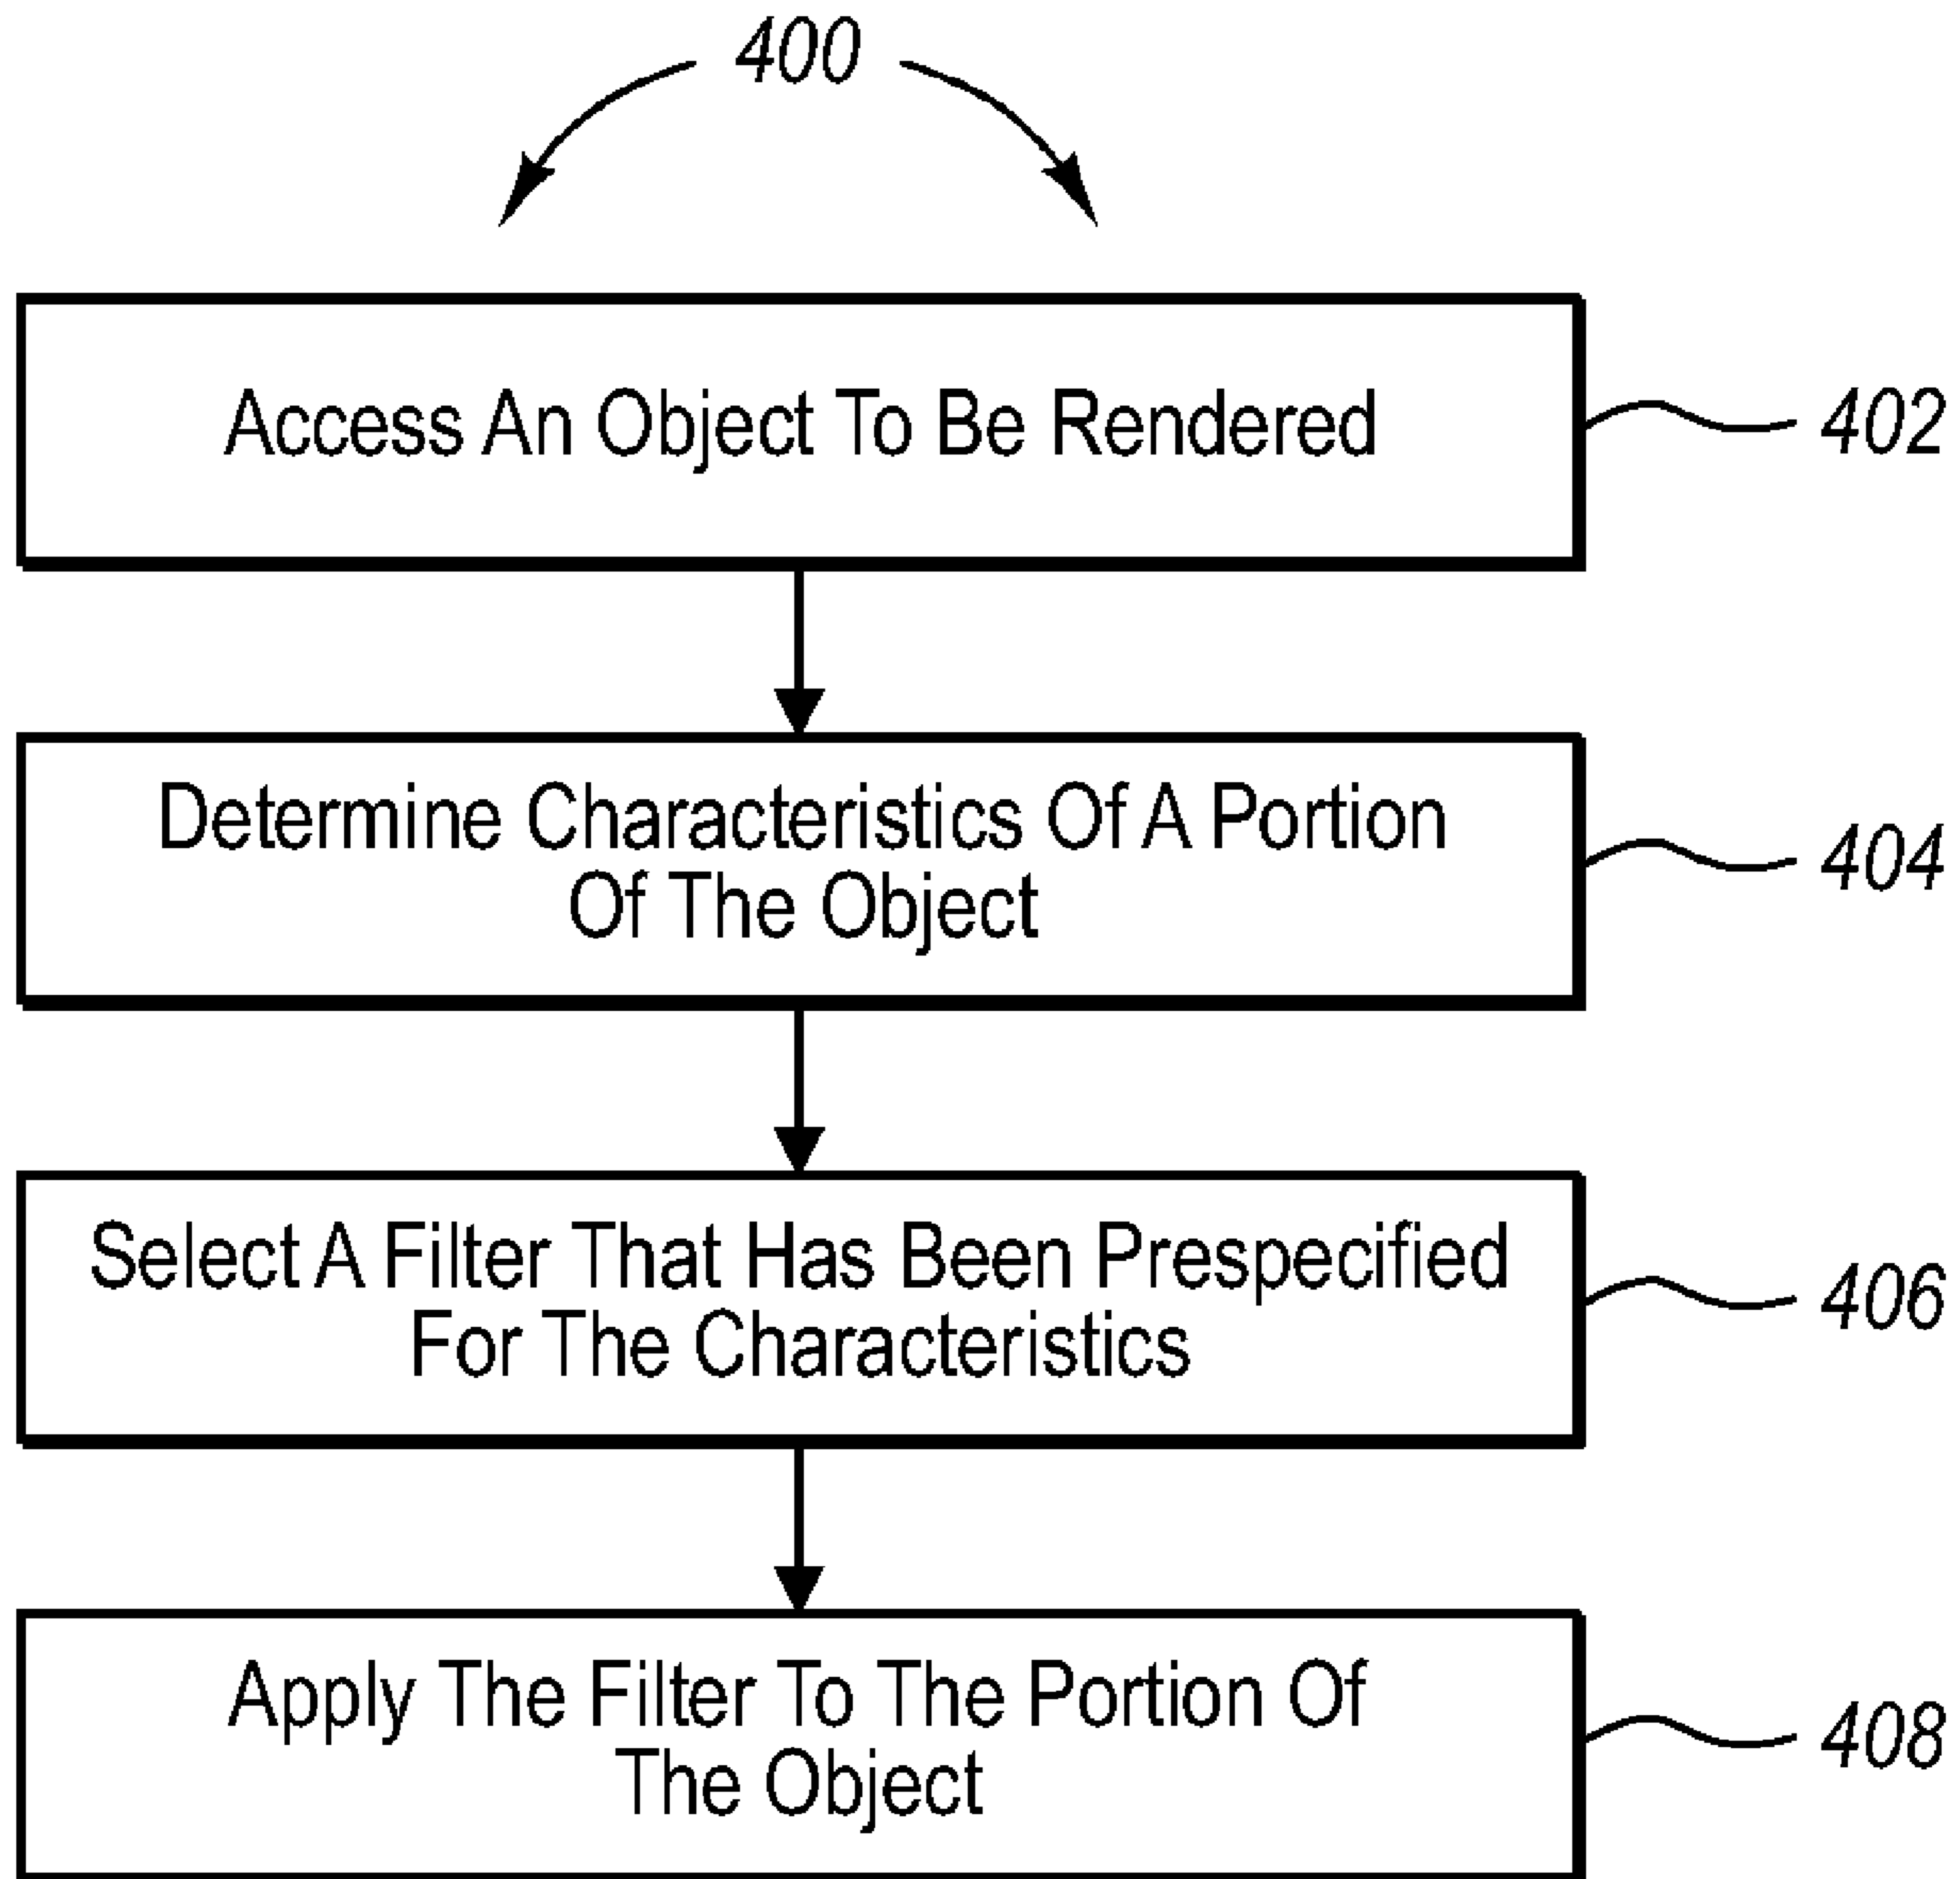 400
Access An Object To Be Rendered
402
Determine Characteristics Of A Portion
Of The Object
404
Select A Filter That Has Been Prespecified
For The Characteristics
406
Apply The Filter To The Portion Of
The Object
408